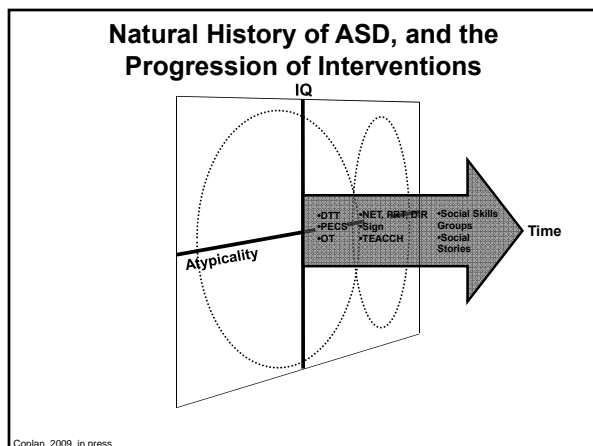 Natural History of ASD, and the
Progression of Interventions
IQ
•DTT
•PECS
•OT
•NET, PRT, DIR
•Sign
•TEACCH
•Social Skills
Groups
•Social
Stories
Time
Atypicality
Coplan, 2009, in press